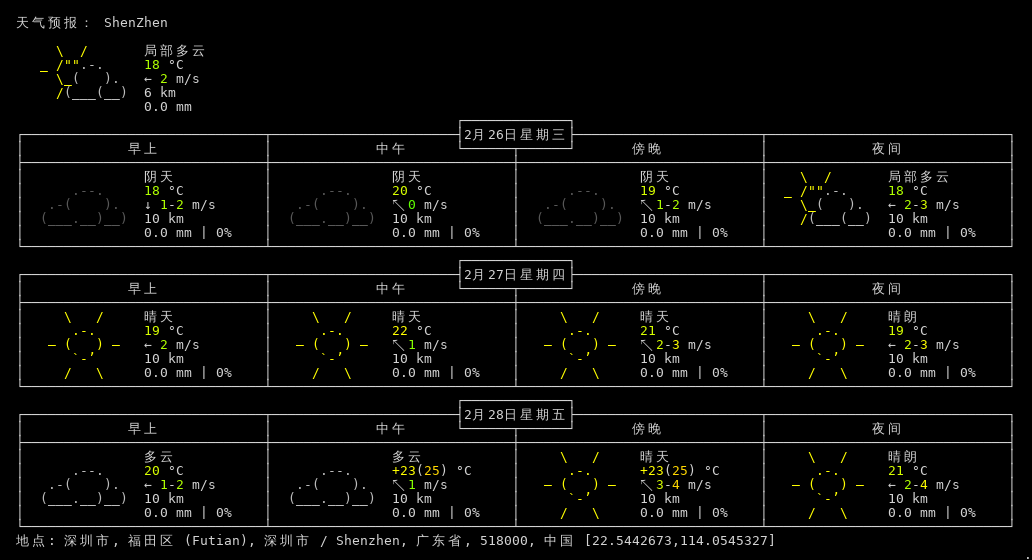 天气预报： ShenZhen
局部多云
18 °C
← 2 m/s
6 km
0.0 mm
2月26日星期三
早上 中午 傍晚 夜间
阴天 阴天 阴天 局部多云
18 °C 20 °C 19 °C 18 °C
↓ 1-2 m/s ↖ 0 m/s ↖ 1-2 m/s ← 2-3 m/s
10 km 10 km 10 km 10 km
0.0 mm | 0% 0.0 mm | 0% 0.0 mm | 0% 0.0 mm | 0%
2月27日星期四
早上 中午 傍晚 夜间
晴天 晴天 晴天 晴朗
19 °C 22 °C 21 °C 19 °C
← 2 m/s ↖ 1 m/s ↖ 2-3 m/s ← 2-3 m/s
10 km 10 km 10 km 10 km
0.0 mm | 0% 0.0 mm | 0% 0.0 mm | 0% 0.0 mm | 0%
2月28日星期五
早上 中午 傍晚 夜间
多云 多云 晴天 晴朗
20 °C +23(25) °C +23(25) °C 21 °C
← 1-2 m/s ↖ 1 m/s ↖ 3-4 m/s ← 2-4 m/s
10 km 10 km 10 km 10 km
0.0 mm | 0% 0.0 mm | 0% 0.0 mm | 0% 0.0 mm | 0%
地点: 深圳市, 福田区 (Futian), 深圳市 / Shenzhen, 广东省, 518000, 中国 [22.5442673,114.0545327]